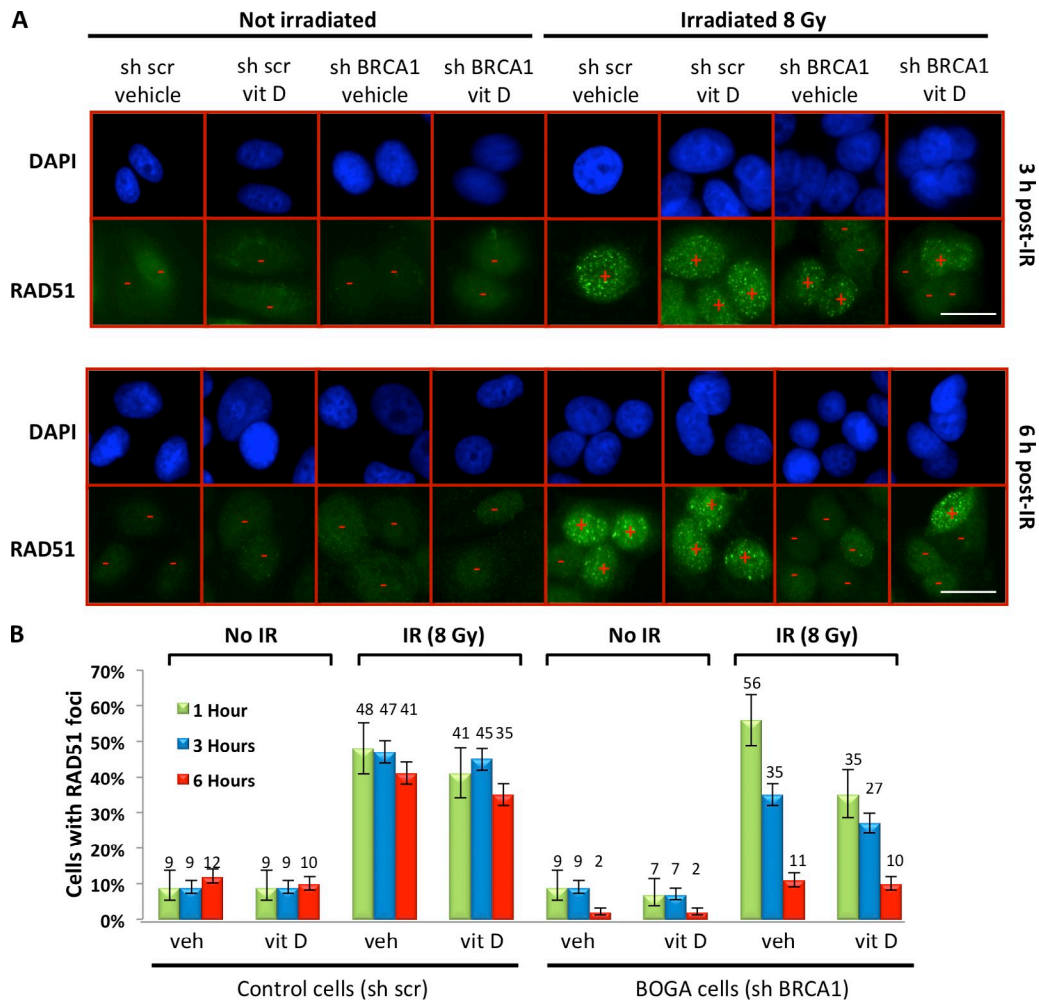 A
Not irradiated
Irradiated 8 Gy
sh scr vehicle
sh scr vit D
sh BRCA1 vehicle
sh BRCA1 vit D
sh scr vehicle
sh scr vit D
sh BRCA1 vehicle
sh BRCA1 vit D
DAPI
3 h post-IR
- - - - - - - + + + + + + - - + - - -
RAD51
DAPI
6 h post-IR
RAD51
B
No IR
IR (8 Gy)
No IR
IR (8 Gy)
Cells with RAD51 foci
70%
60%
50%
40%
30%
20%
10%
0%
1 Hour
3 Hours
6 Hours
9 9 12
9 9 10
48 47 41
41 45 35
9 9 2
7 7 2
56 35 11
35 27 10
veh
vit D
veh
vit D
veh
vit D
veh
vit D
Control cells (sh scr)
BOGA cells (sh BRCA1)